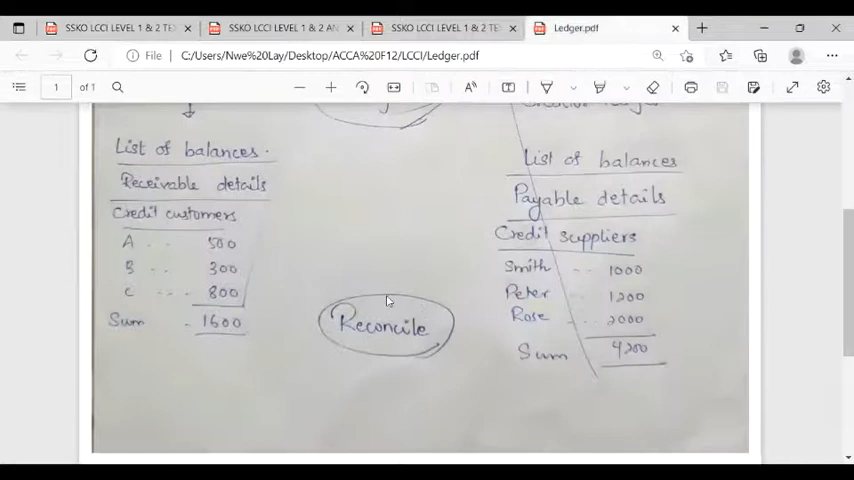 SSKO LCCI LEVEL 1 & 2 TE
SSKO LCCI LEVEL 1 & 2 AN
SSKO LCCI LEVEL 1 & 2 TE
Ledger.pdf
File
C:/Users/Nwe%20Lay/Desktop/ACCA%20F12/LCCI/Ledger.pdf
1 of 1
List of balances.
Receivable details
Credit customers
A .. 500
B .. 300
C ... 800
Sum . 1600
Reconcile
List of balances
Payable details
Credit suppliers
Smith .. 1000
Peter .. 1200
Rose .. 2000
Sum 4200